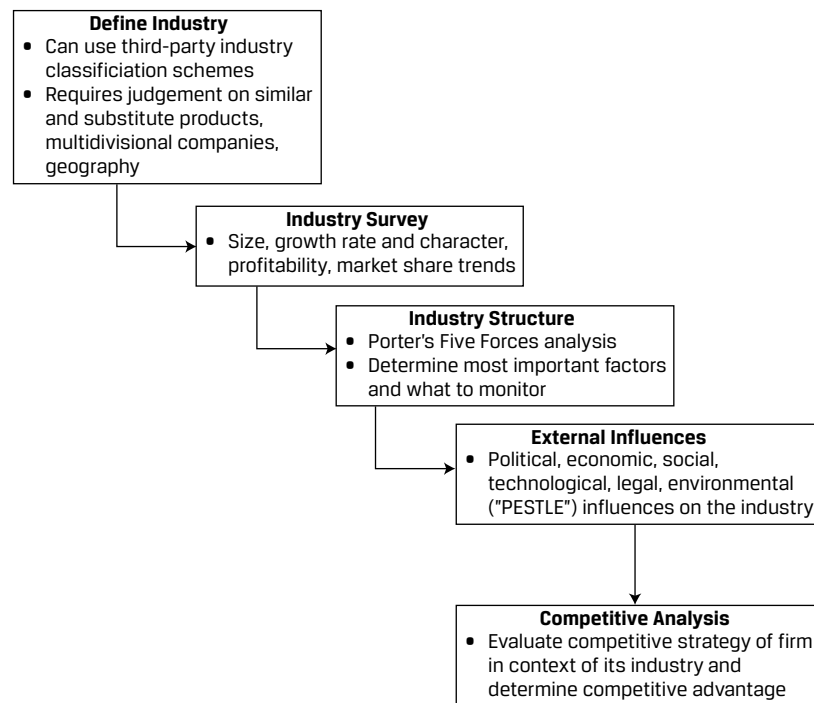 Define Industry
• Can use third-party industry
classificiation schemes
• Requires judgement on similar
and substitute products,
multidivisional companies,
geography
Industry Survey
• Size, growth rate and character,
profitability, market share trends
Industry Structure
• Porter's Five Forces analysis
• Determine most important factors
and what to monitor
External Influences
• Political, economic, social,
technological, legal, environmental
("PESTLE") influences on the industry
Competitive Analysis
• Evaluate competitive strategy of firm
in context of its industry and
determine competitive advantage